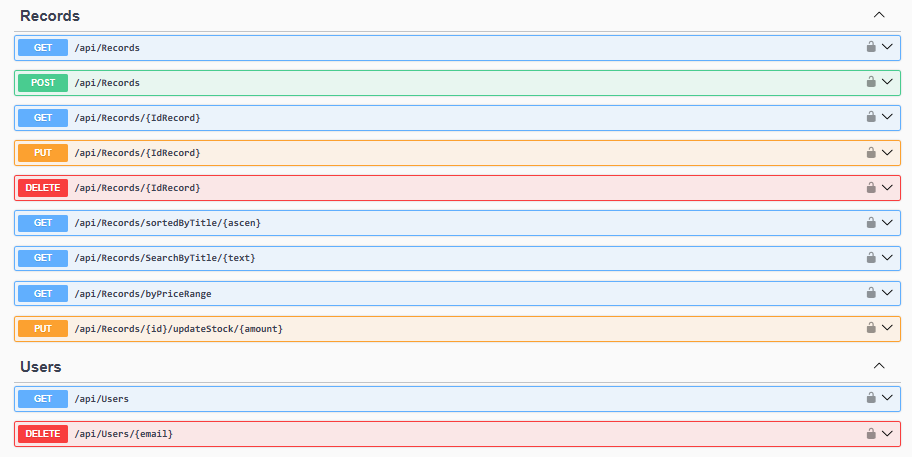 Records
GET /api/Records
POST /api/Records
GET /api/Records/{IdRecord}
PUT /api/Records/{IdRecord}
DELETE /api/Records/{IdRecord}
GET /api/Records/sortedByTitle/{ascen}
GET /api/Records/SearchByTitle/{text}
GET /api/Records/byPriceRange
PUT /api/Records/{id}/updateStock/{amount}
Users
GET /api/Users
DELETE /api/Users/{email}